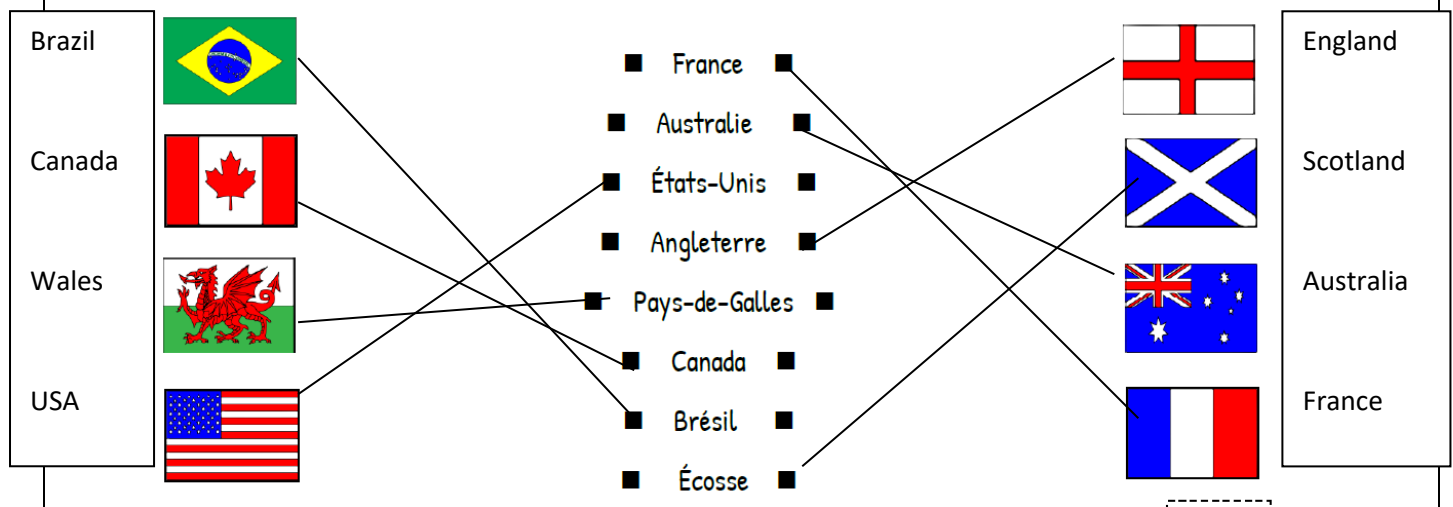 Brazil
Canada
Wales
USA
■ France ■
■ Australie ■
■ États-Unis ■
■ Angleterre ■
■ Pays-de-Galles ■
■ Canada ■
■ Brésil ■
■ Écosse ■
England
Scotland
Australia
France